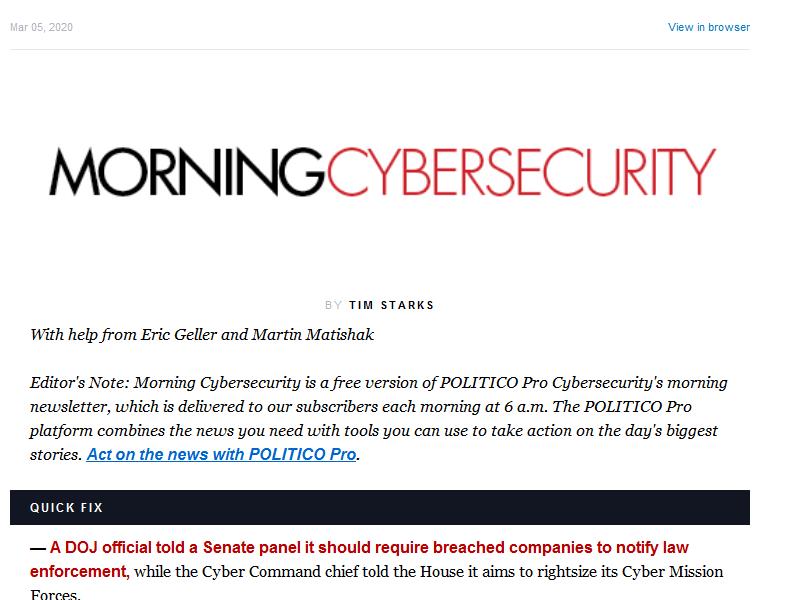 Mar 05, 2020 View in browser
MORNINGCYBERSECURITY
BY TIM STARKS
With help from Eric Geller and Martin Matishak
Editor's Note: Morning Cybersecurity is a free version of POLITICO Pro Cybersecurity's morning
newsletter, which is delivered to our subscribers each morning at 6 a.m. The POLITICO Pro
platform combines the news you need with tools you can use to take action on the day's biggest
stories. Act on the news with POLITICO Pro.
QUICK FIX
— A DOJ official told a Senate panel it should require breached companies to notify law
enforcement, while the Cyber Command chief told the House it aims to rightsize its Cyber Mission
Forces.